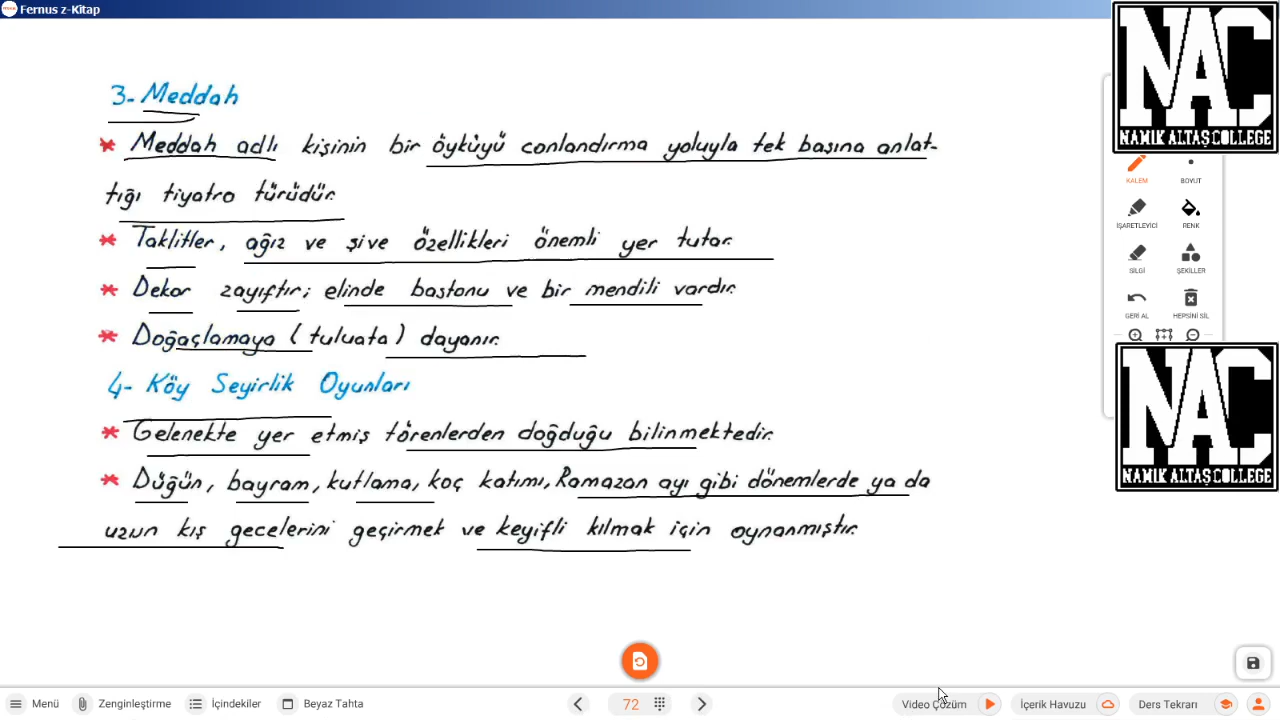 Fernus z-Kitap
3- Meddah
* Meddah adlı kişinin bir öyküyü canlandırma yoluyla tek başına anlat-
tığı tiyatro türüdür.
* Taklitler, ağız ve şive özellikleri önemli yer tutar.
* Dekor zayıftır; elinde bastonu ve bir mendili vardır.
* Doğaçlamaya (tuluata) dayanır.
4- Köy Seyirlik Oyunları
* Gelenekte yer etmiş törenlerden doğduğu bilinmektedir.
* Düğün, bayram, kutlama, koç katımı, Ramazan ayı gibi dönemlerde ya da
uzun kış gecelerini geçirmek ve keyifli kılmak için oynanmıştır.
NAC
NAMIK ALTAŞ COLLEGE
KALEM BOYUT
İŞARETLEYİCİ RENK
SİLGİ ŞEKİLLER
GERİ AL HEPSİNİ SİL
NAC
NAMIK ALTAŞ COLLEGE
Menü Zenginleştirme İçindekiler Beyaz Tahta 72 Video Çözüm İçerik Havuzu Ders Tekrarı